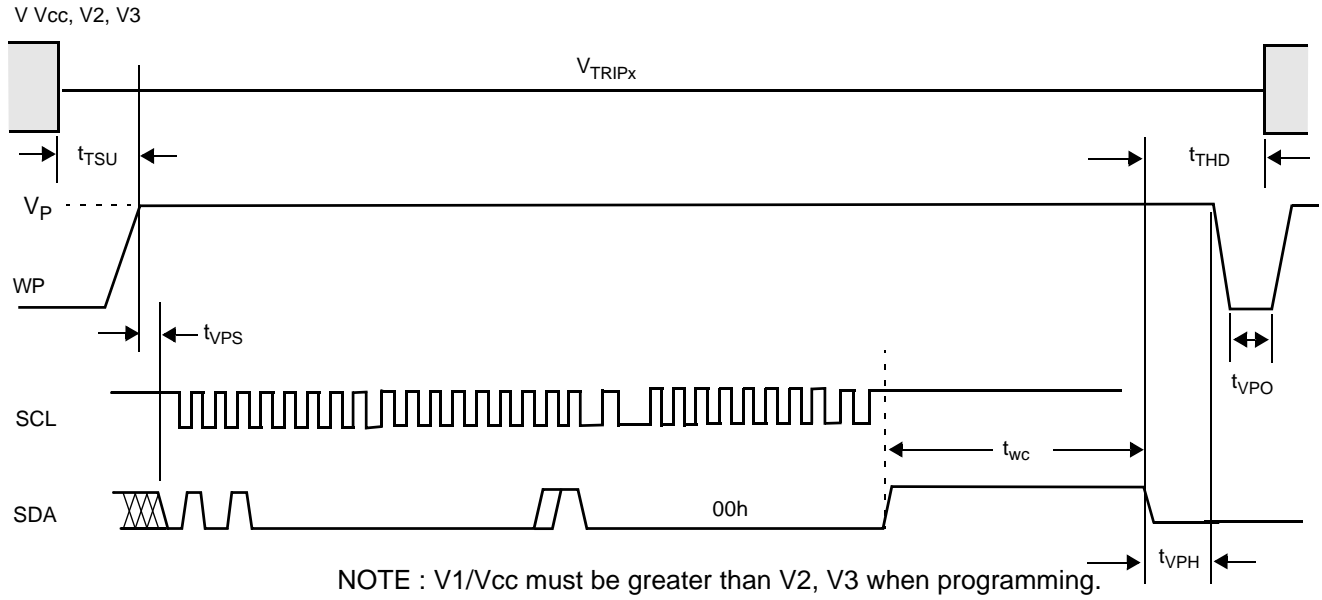 V Vcc, V2, V3
VTRIPx
tTSU
tTHD
VP
WP
tVPS
tVPO
SCL
twc
SDA
00h
tVPH
NOTE : V1/Vcc must be greater than V2, V3 when programming.